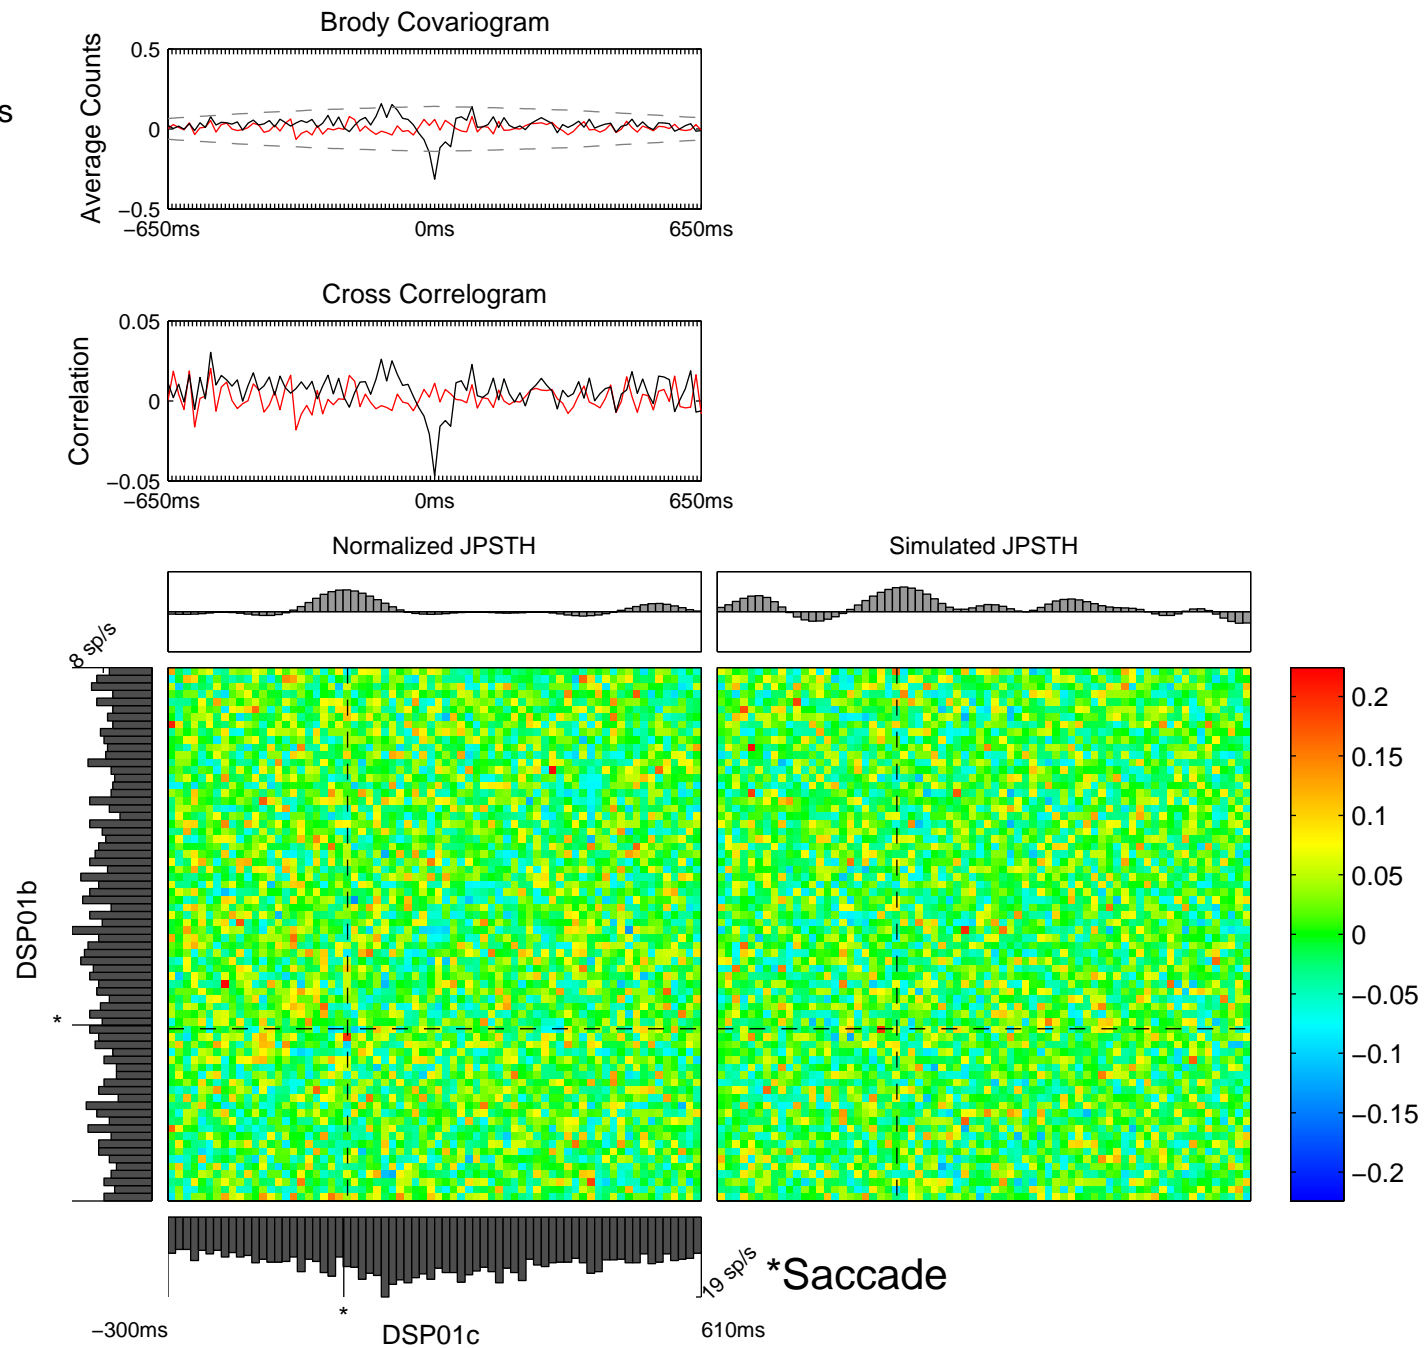 Brody Covariogram
Average Counts
0.5
0
−0.5
−650ms 0ms 650ms
s
Cross Correlogram
Correlation
0.05
0
−0.05
−650ms 0ms 650ms
Normalized JPSTH
Simulated JPSTH
8 sp/s
DSP01b
*
0.2
0.15
0.1
0.05
0
−0.05
−0.1
−0.15
−0.2
19 sp/s
*Saccade
*
−300ms DSP01c 610ms